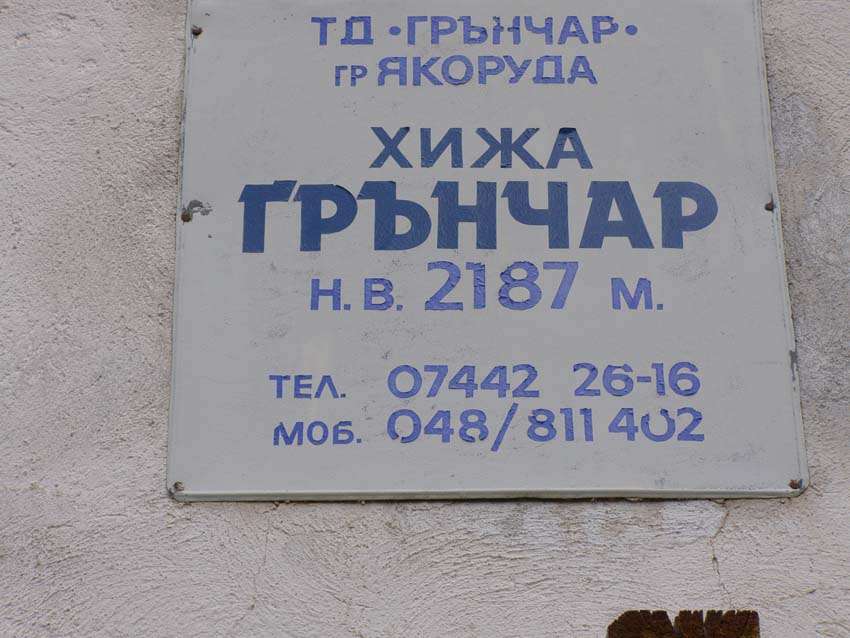 ТД •ГРЪНЧАР•
ГР ЯКОРУДА
ХИЖА
ГРЪНЧАР
Н. В. 2187 М.
ТЕЛ. 07442 26-16
МОБ. 048/811 402